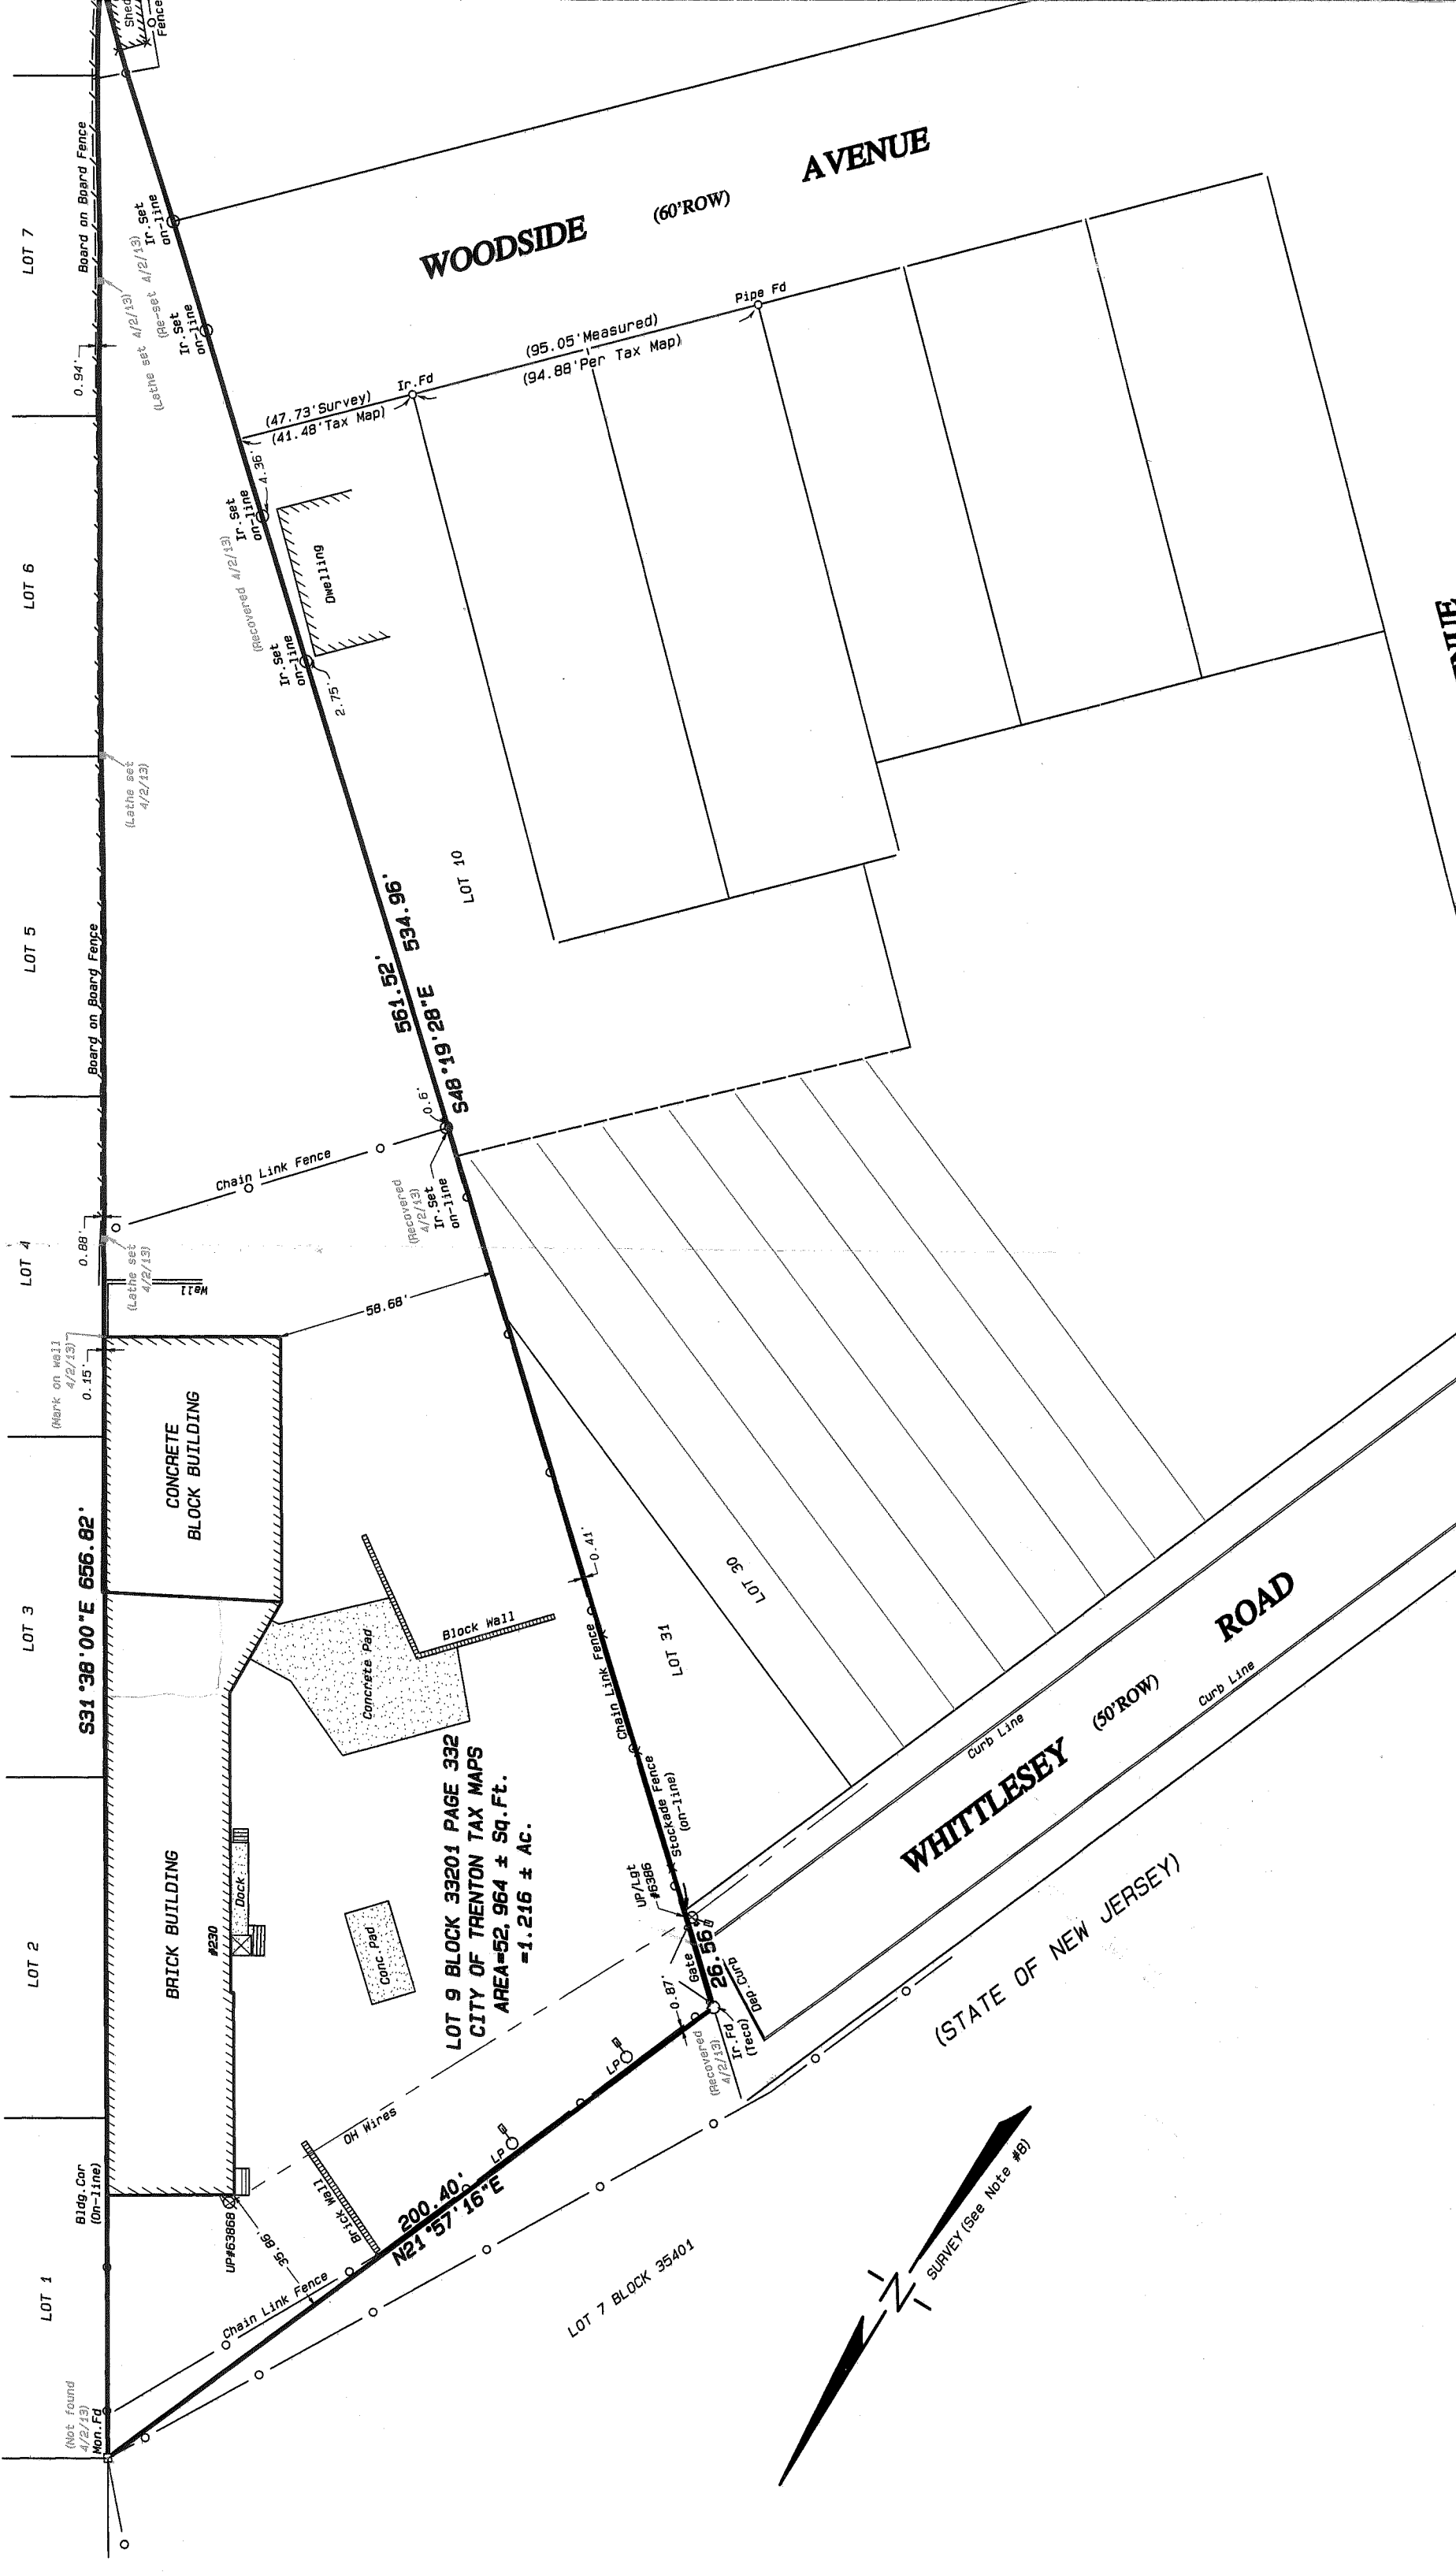 Shed
Fence
LOT 7
Board on Board Fence
Ir.Set
on-line
(Re-set 4/2/13)
(Lathe set 4/2/13)
Ir.Set
on-line
0.94'
WOODSIDE
(60'ROW)
AVENUE
Pipe Fd
(95.05'Measured)
(94.88'Per Tax Map)
Ir.Fd
(47.73'Survey)
(41.48'Tax Map)
4.36'
Ir.Set
on-line
(Recovered 4/2/13)
Dwelling
LOT 6
Ir.Set
on-line
2.75'
(Lathe set
4/2/13)
LOT 10
LOT 5
Board on Board Fence
561.52'
534.96'
S48°19'28"E
0.6'
Chain Link Fence
(Recovered
4/2/13)
Ir.Set
on-line
LOT 4
0.88'
(Lathe set
4/2/13)
Wall
58.68'
(Mark on wall
4/2/13)
0.15'
CONCRETE
BLOCK BUILDING
S31°38'00"E 656.82'
LOT 3
Block Wall
Concrete Pad
0.41'
Chain Link Fence
LOT 31
LOT 30
WHITTLESEY
(50'ROW)
ROAD
Curb Line
Curb Line
(STATE OF NEW JERSEY)
Stockade Fence
(on-line)
UP/Lgt
#6386
LOT 9 BLOCK 33201 PAGE 332
CITY OF TRENTON TAX MAPS
AREA=52,964 ± Sq.Ft.
=1.216 ± Ac.
BRICK BUILDING
Dock
#230
Conc.Pad
LOT 2
Gate
26.56'
Dep.Curb
0.87'
(Recovered
4/2/13)
Ir.Fd
(Teco)
LP
LP
OH Wires
Bldg.Cor
(On-line)
UP#6386B
35.86'
Brick Wall
200.40'
N21°57'16"E
Chain Link Fence
LOT 1
(Not found
4/2/13)
Mon.Fd
LOT 7 BLOCK 35401
N
SURVEY (See Note #8)